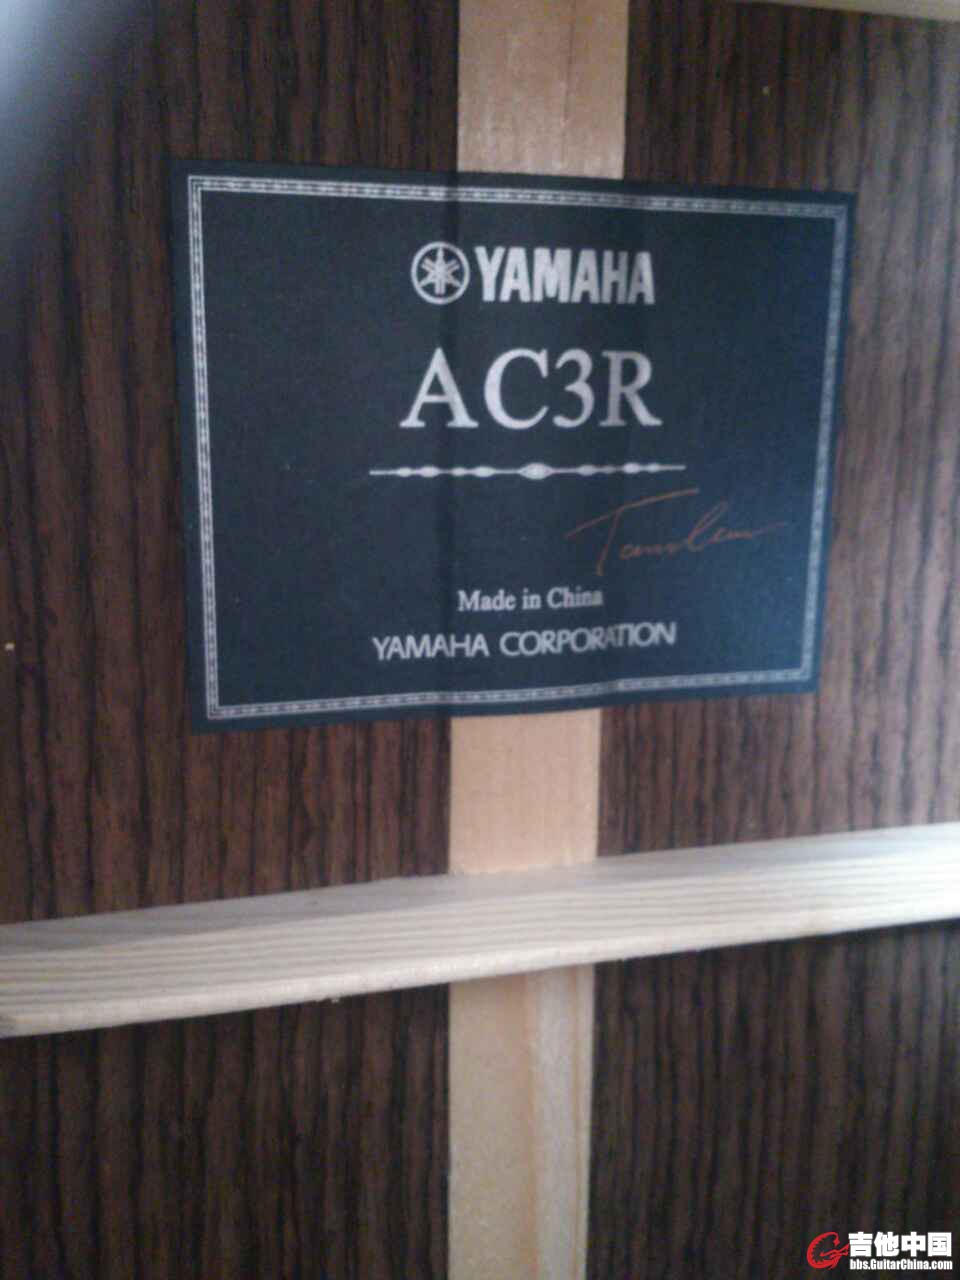 YAMAHA
AC3R
Made in China
YAMAHA CORPORATION
吉他中国
bbs.GuitarChina.com